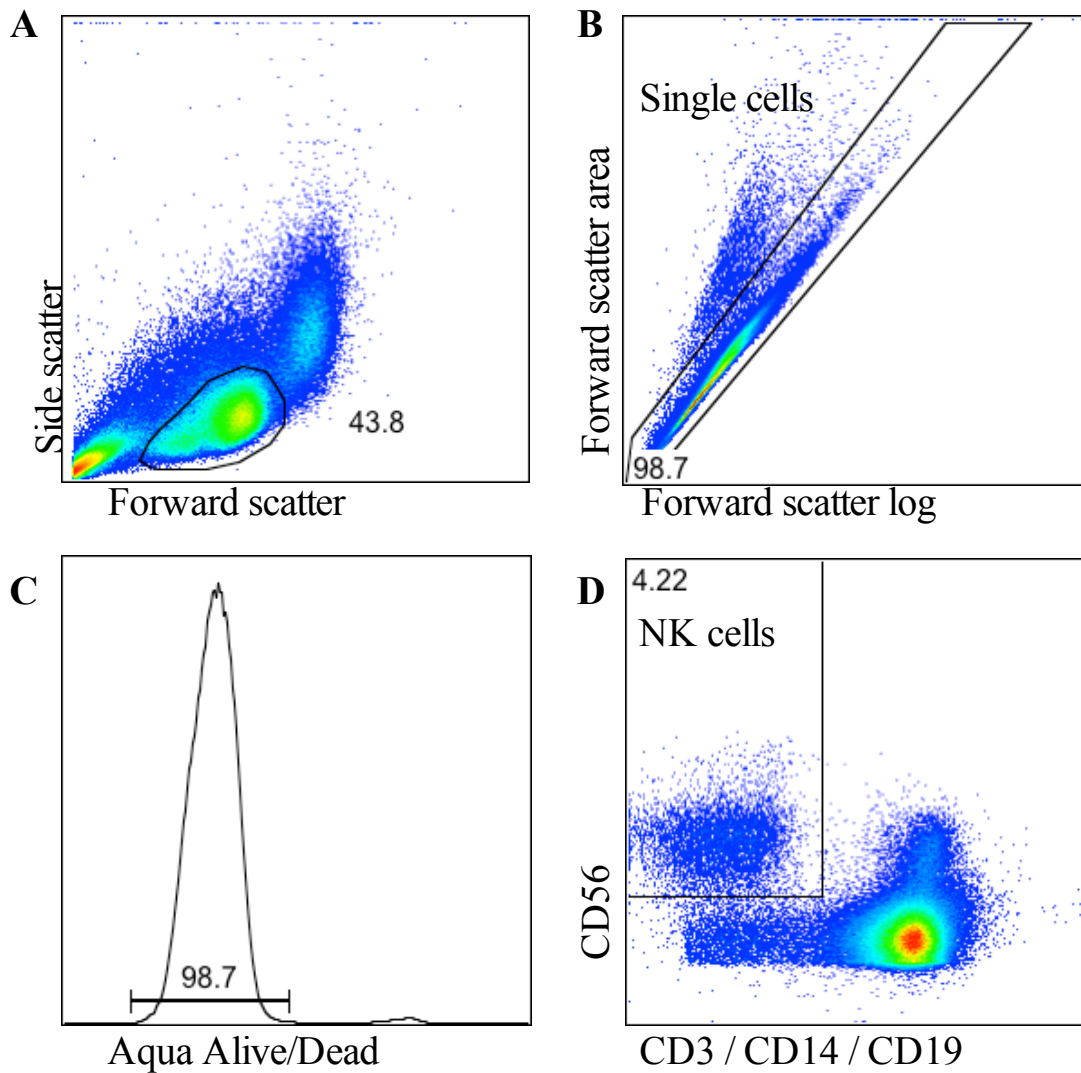 A
Side scatter
43.8
Forward scatter
B
Single cells
Forward scatter area
98.7
Forward scatter log
C
98.7
Aqua Alive/Dead
D
4.22
NK cells
CD56
CD3 / CD14 / CD19